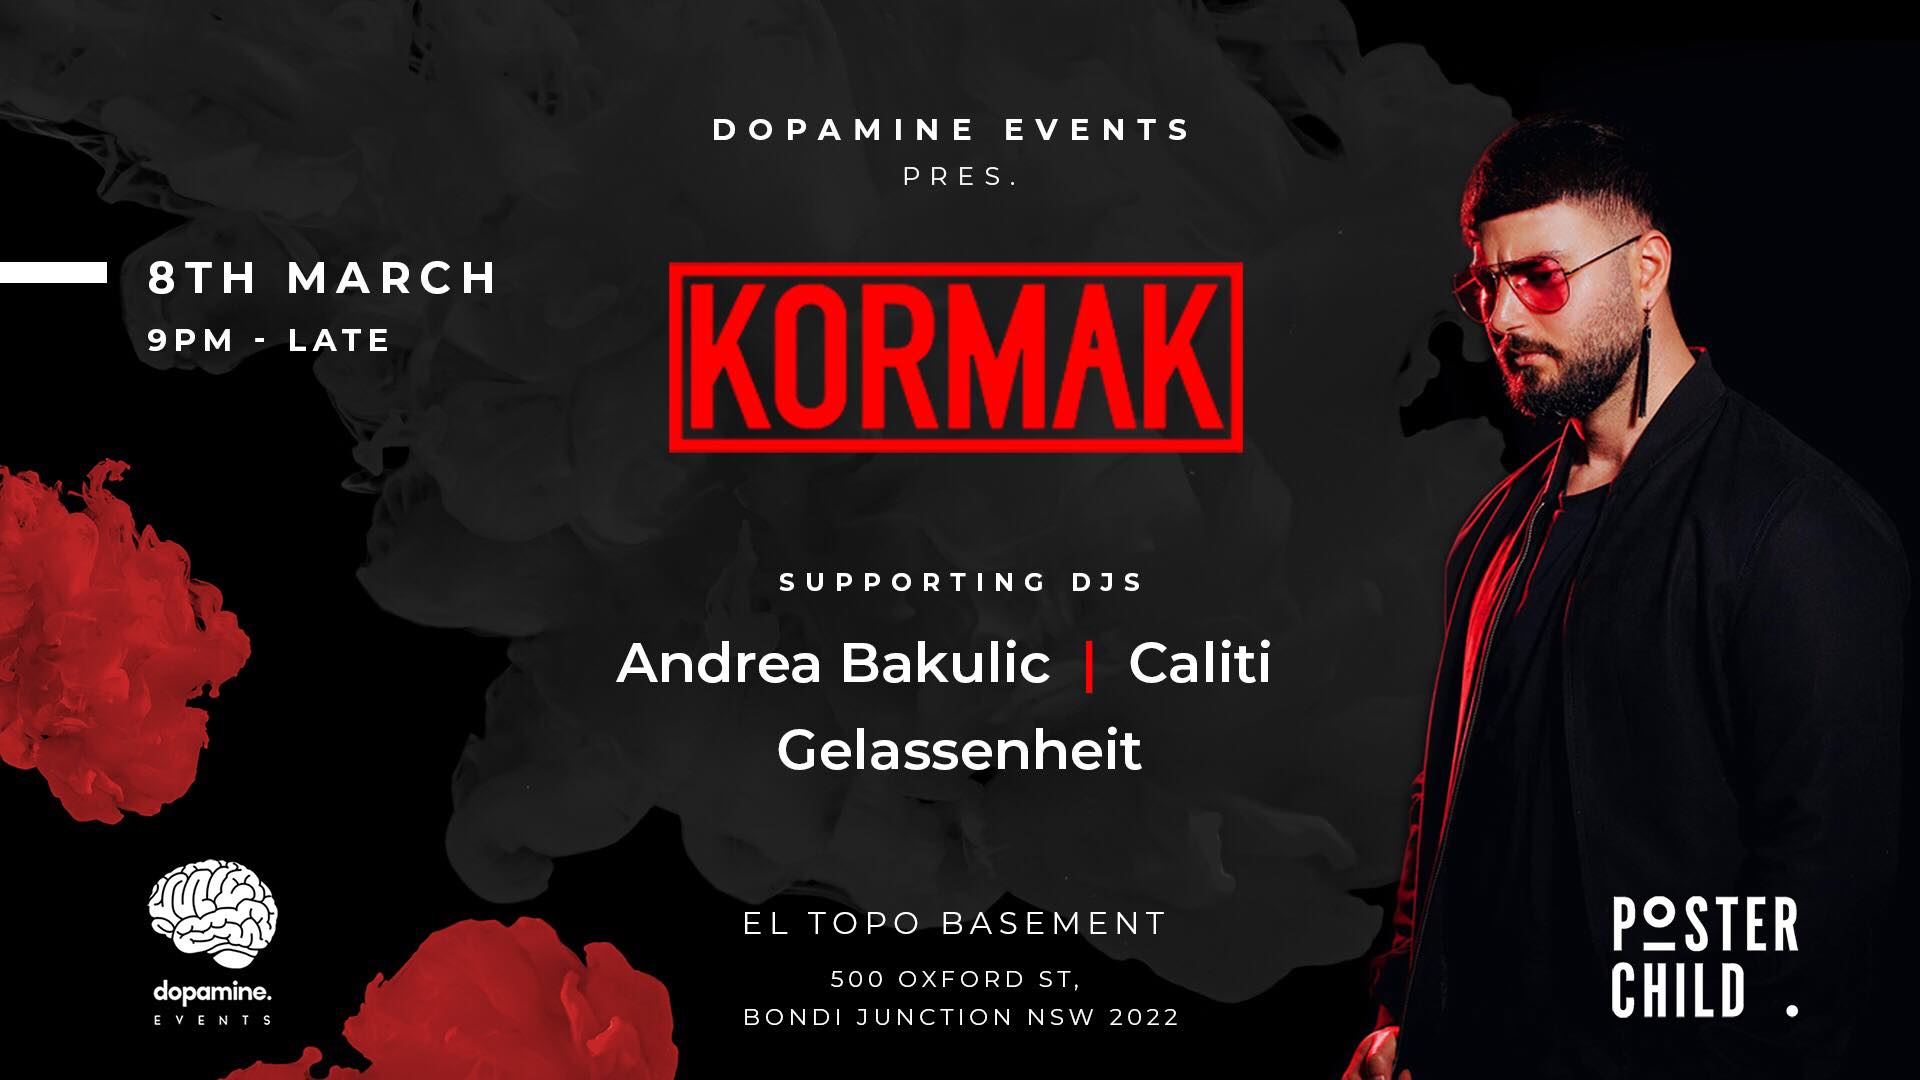 DOPAMINE EVENTS
PRES.
8TH MARCH
9PM - LATE
KORMAK
SUPPORTING DJS
Andrea Bakulic | Caliti
Gelassenheit
EL TOPO BASEMENT
500 OXFORD ST,
BONDI JUNCTION NSW 2022
dopamine.
EVENTS
POSTER
CHILD .